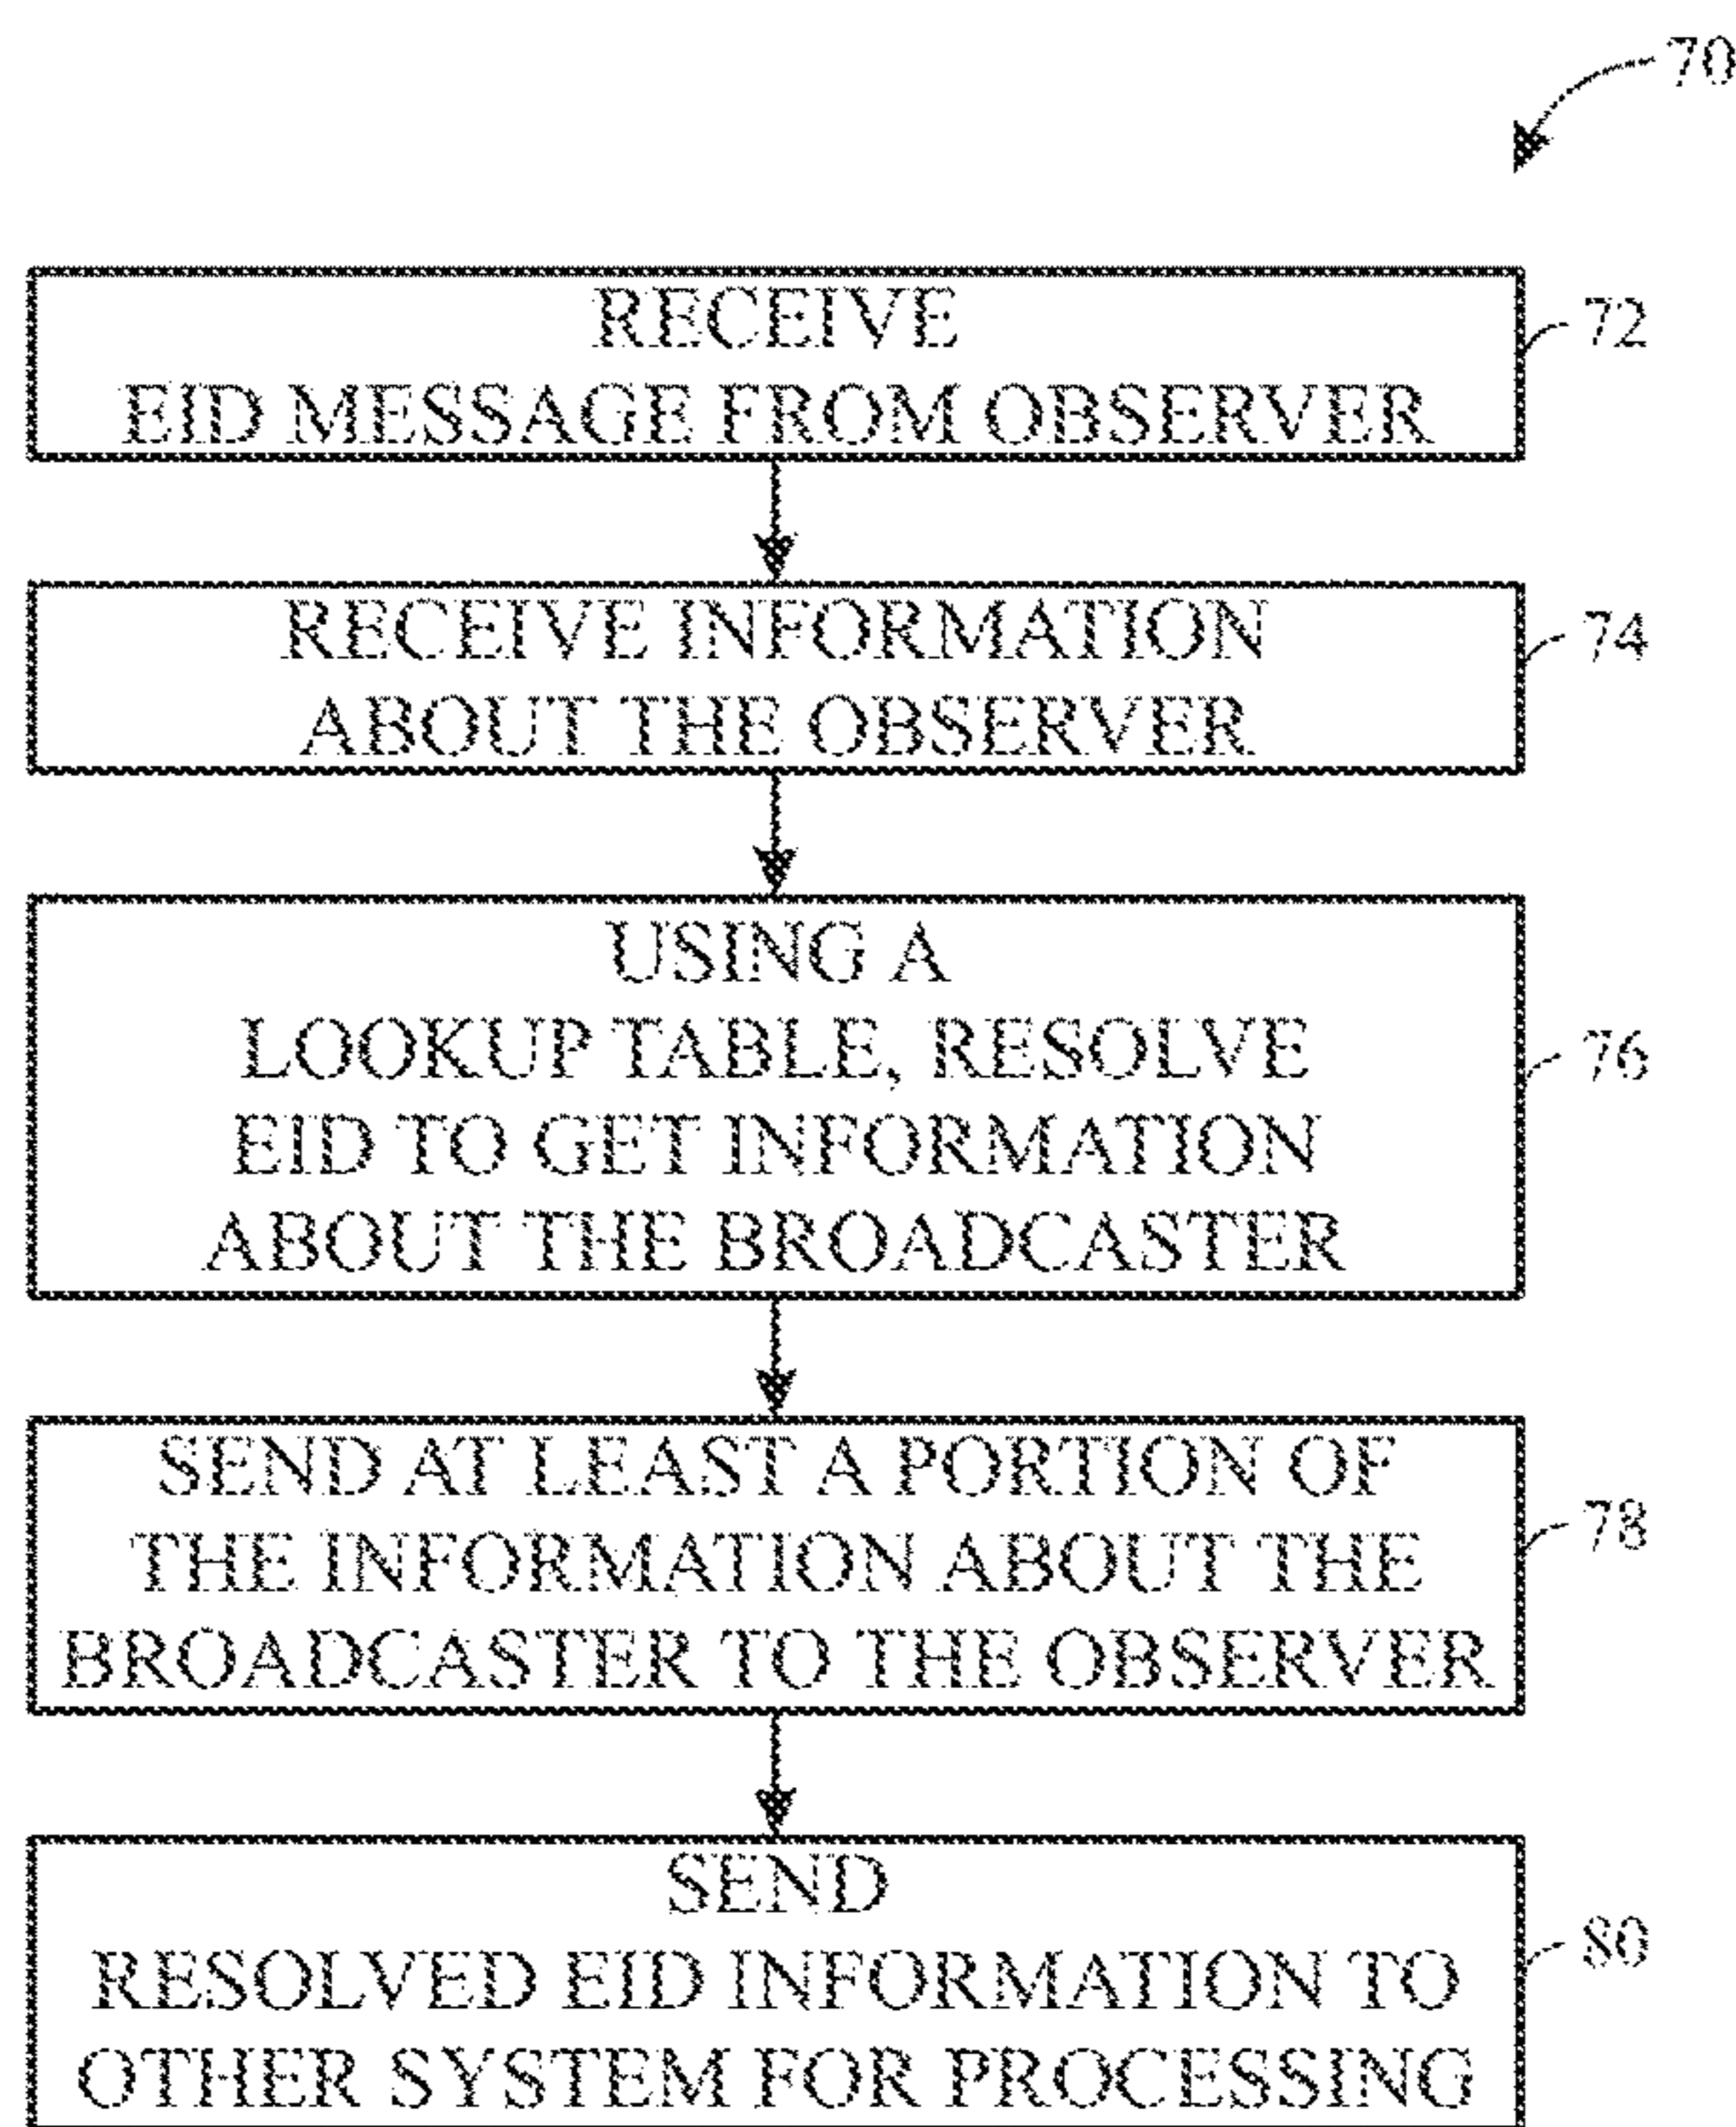 70
RECEIVE
EID MESSAGE FROM OBSERVER
72
RECEIVE INFORMATION
ABOUT THE OBSERVER
74
USING A
LOOKUP TABLE, RESOLVE
EID TO GET INFORMATION
ABOUT THE BROADCASTER
76
SEND AT LEAST A PORTION OF
THE INFORMATION ABOUT THE
BROADCASTER TO THE OBSERVER
78
SEND
RESOLVED EID INFORMATION TO
OTHER SYSTEM FOR PROCESSING
80